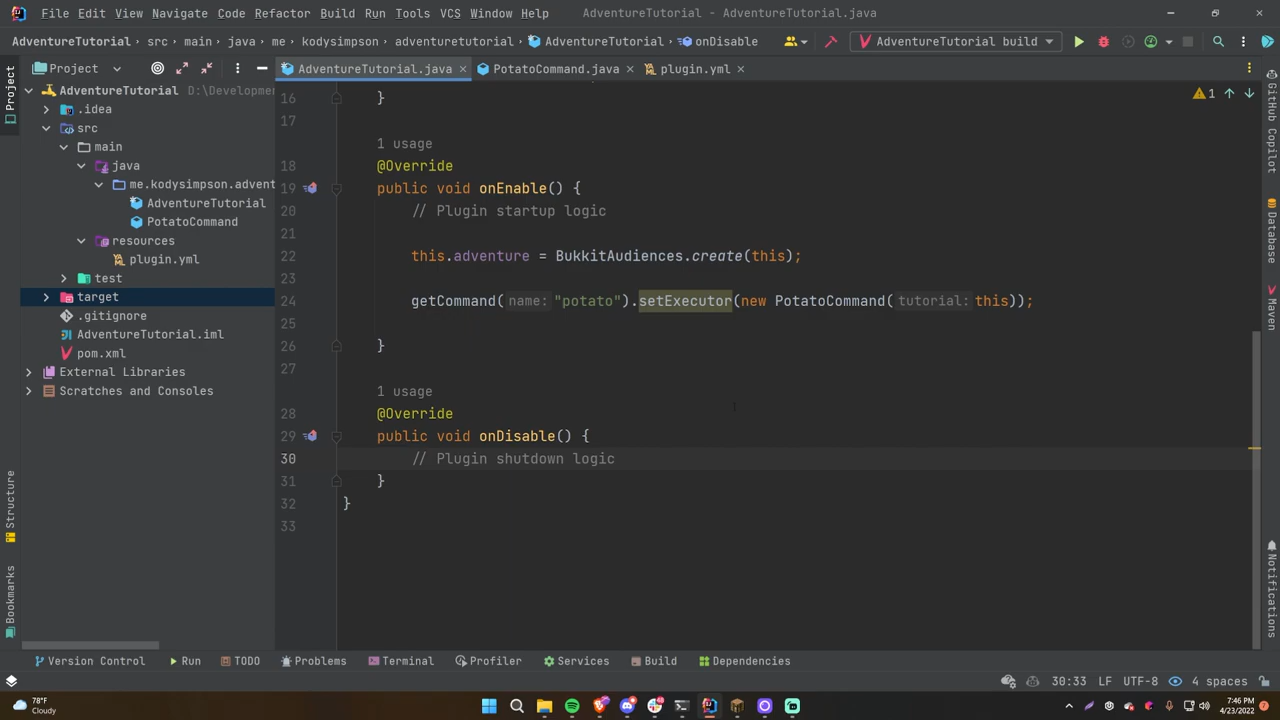 File Edit View Navigate Code Refactor Build Run Tools VCS Window Help AdventureTutorial - AdventureTutorial.java
AdventureTutorial › src › main › java › me › kodysimpson › adventuretutorial › AdventureTutorial › onDisable AdventureTutorial build
Project
AdventureTutorial.java PotatoCommand.java plugin.yml
AdventureTutorial D:\Developmen
.idea
src
main
java
me.kodysimpson.advent
AdventureTutorial
PotatoCommand
resources
plugin.yml
test
target
.gitignore
AdventureTutorial.iml
pom.xml
External Libraries
Scratches and Consoles
Project
Structure
Bookmarks
1
16 }
17
1 usage
18 @Override
19 public void onEnable() {
20 // Plugin startup logic
21
22 this.adventure = BukkitAudiences.create(this);
23
24 getCommand( name: "potato").setExecutor(new PotatoCommand( tutorial: this));
25
26 }
27
1 usage
28 @Override
29 public void onDisable() {
30 // Plugin shutdown logic
31 }
32 }
33
GitHub Copilot
Database
Maven
Notifications
Version Control Run TODO Problems Terminal Profiler Services Build Dependencies
30:33 LF UTF-8 4 spaces
78°F
Cloudy
7:46 PM
4/23/2022